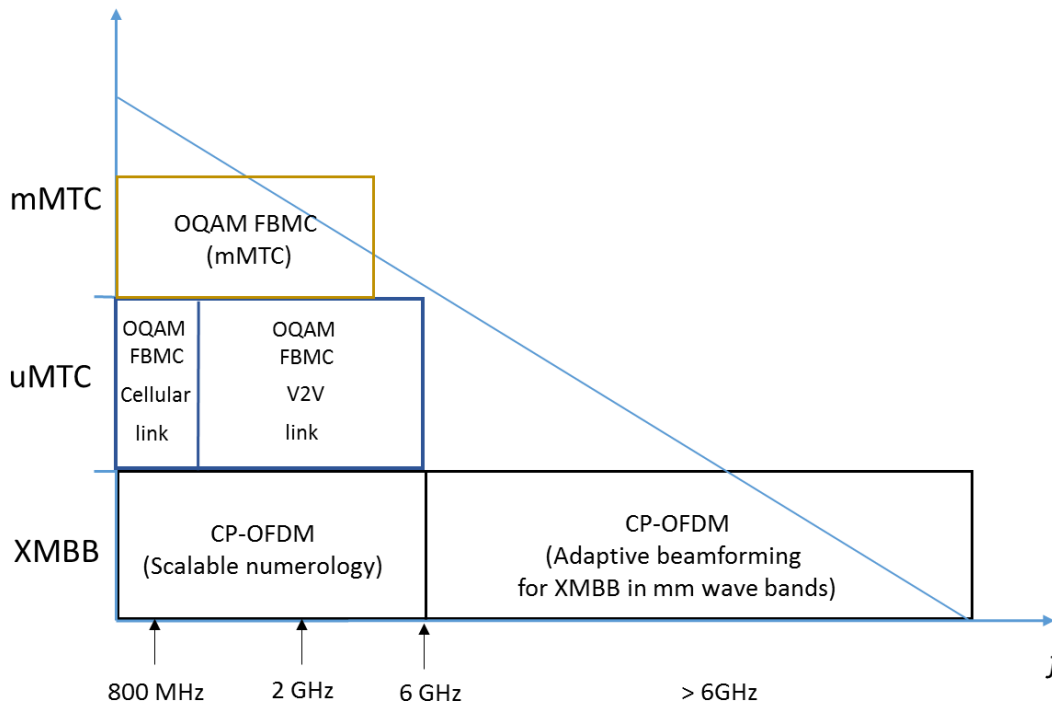 mMTC
OQAM FBMC
(mMTC)
uMTC
OQAM
FBMC
Cellular
link
OQAM
FBMC
V2V
link
XMBB
CP-OFDM
(Scalable numerology)
CP-OFDM
(Adaptive beamforming
for XMBB in mm wave bands)
800 MHz
2 GHz
6 GHz
> 6GHz